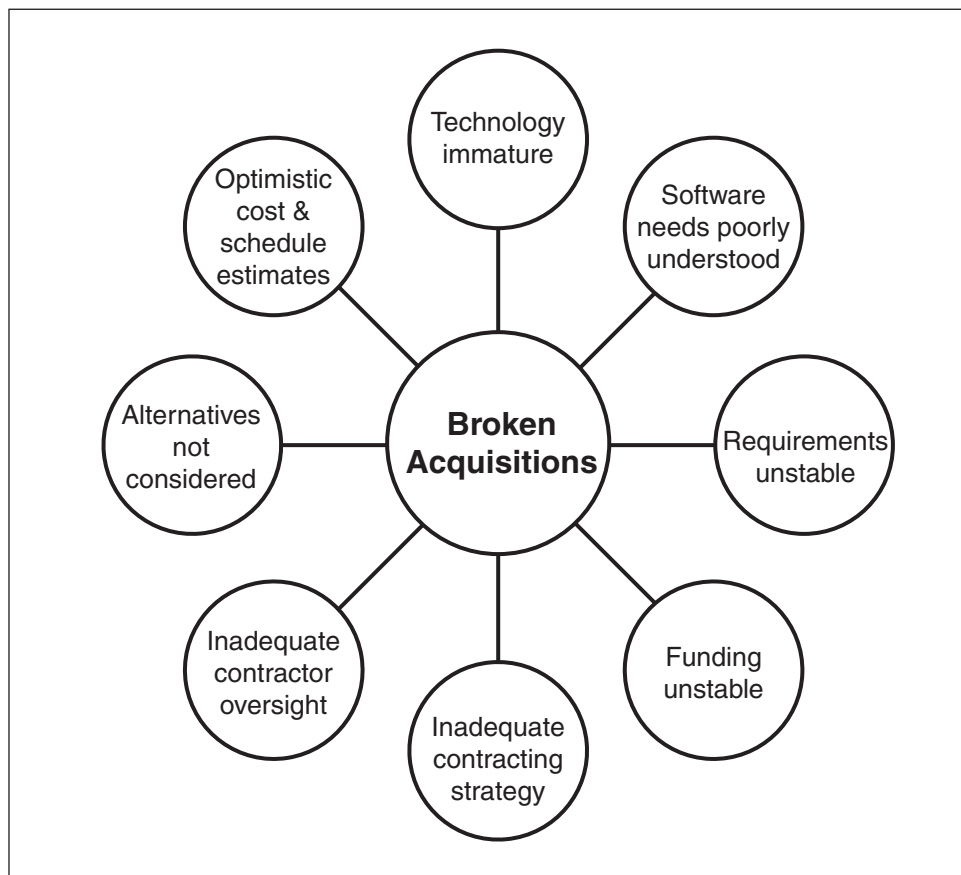 Technology
immature
Optimistic
cost &
schedule
estimates
Software
needs poorly
understood
Alternatives
not
considered
Broken
Acquisitions
Requirements
unstable
Inadequate
contractor
oversight
Funding
unstable
Inadequate
contracting
strategy